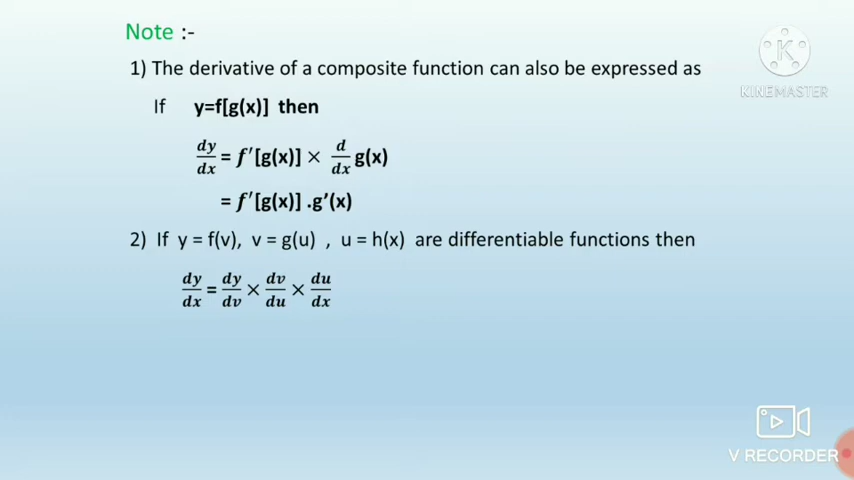 Note :-
1) The derivative of a composite function can also be expressed as
If y=f[g(x)] then
dy/dx = f′[g(x)] × d/dx g(x)
= f′[g(x)] .g’(x)
2) If y = f(v), v = g(u) , u = h(x) are differentiable functions then
dy/dx = dy/dv × dv/du × du/dx
KINEMASTER
V RECORDER